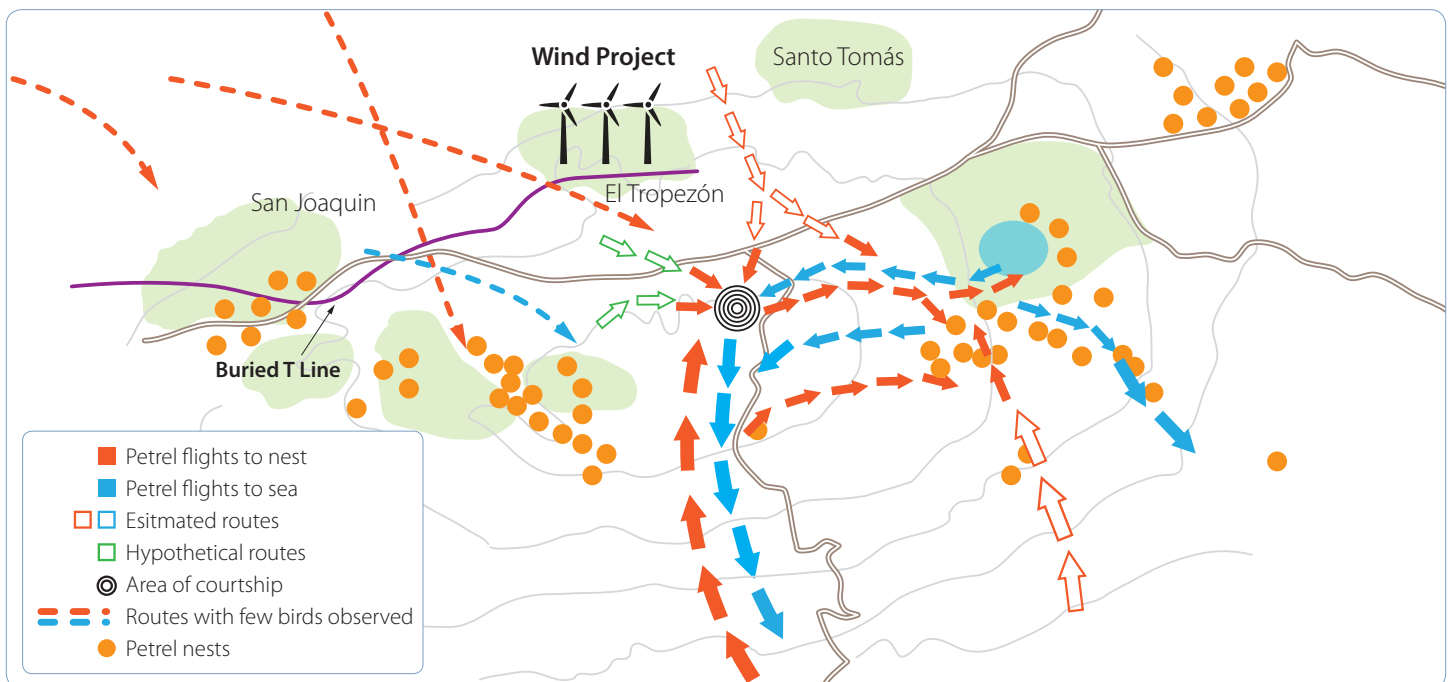 Wind Project
Santo Tomás
San Joaquin
El Tropezón
Buried T Line
Petrel flights to nest
Petrel flights to sea
Esitmated routes
Hypothetical routes
Area of courtship
Routes with few birds observed
Petrel nests